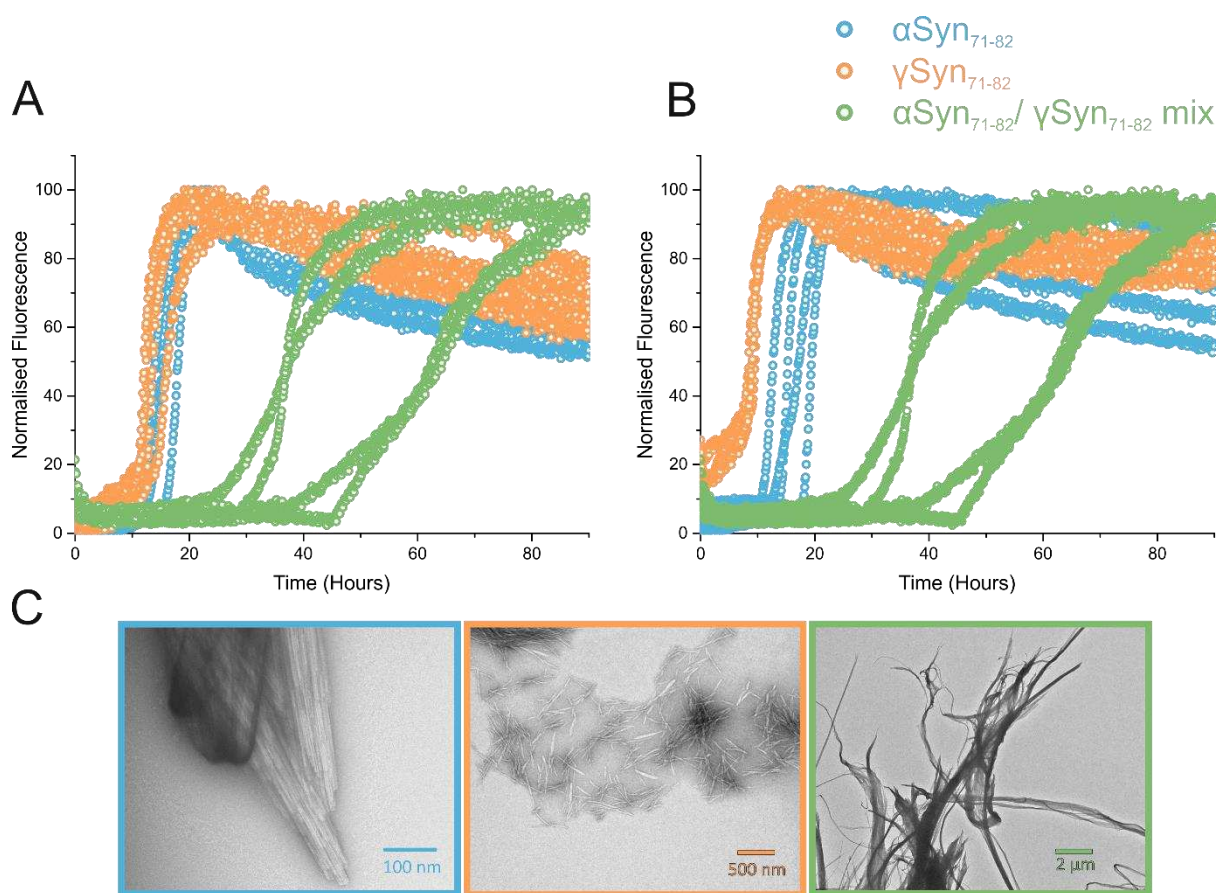 αSyn71-82
γSyn71-82
αSyn71-82/ γSyn71-82 mix
A
B
Normalised Fluorescence
100
80
60
40
20
0
0
20
40
60
80
Time (Hours)
Normalised Flourescence
100
80
60
40
20
0
0
20
40
60
80
Time (Hours)
C
100 nm
500 nm
2 μm